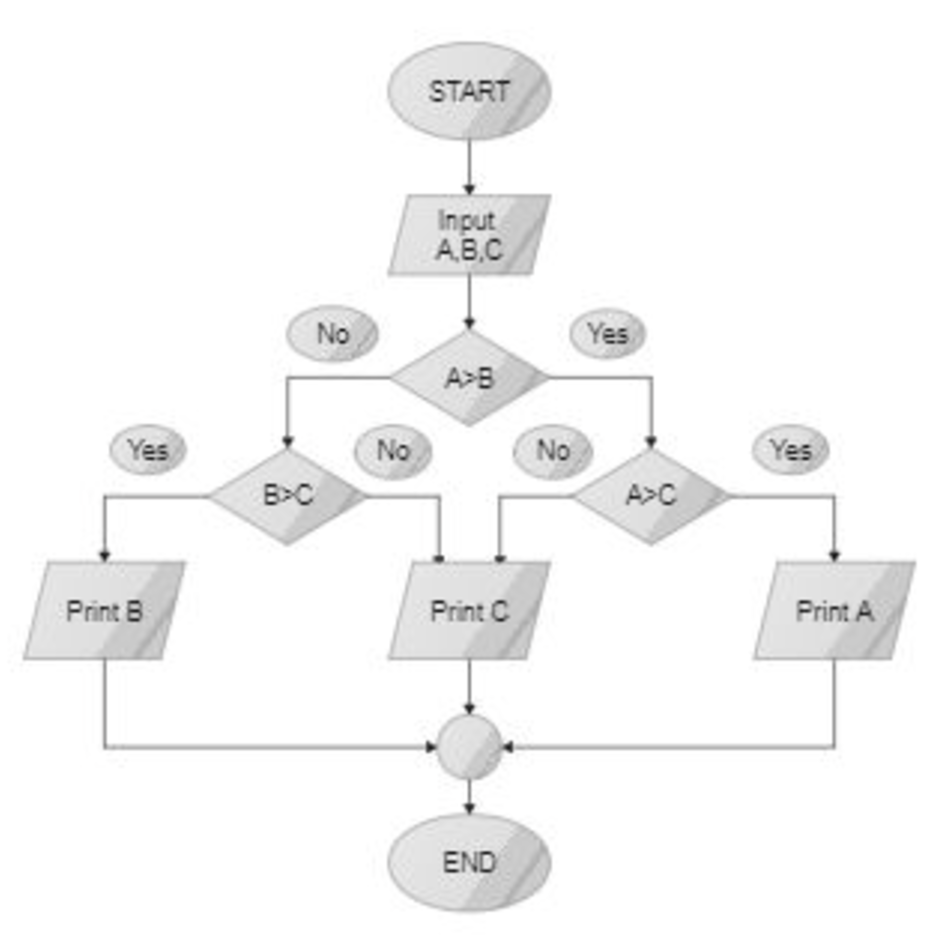 START
Input
A,B,C
No
Yes
A>B
Yes
No
No
Yes
B>C
A>C
Print B
Print C
Print A
END